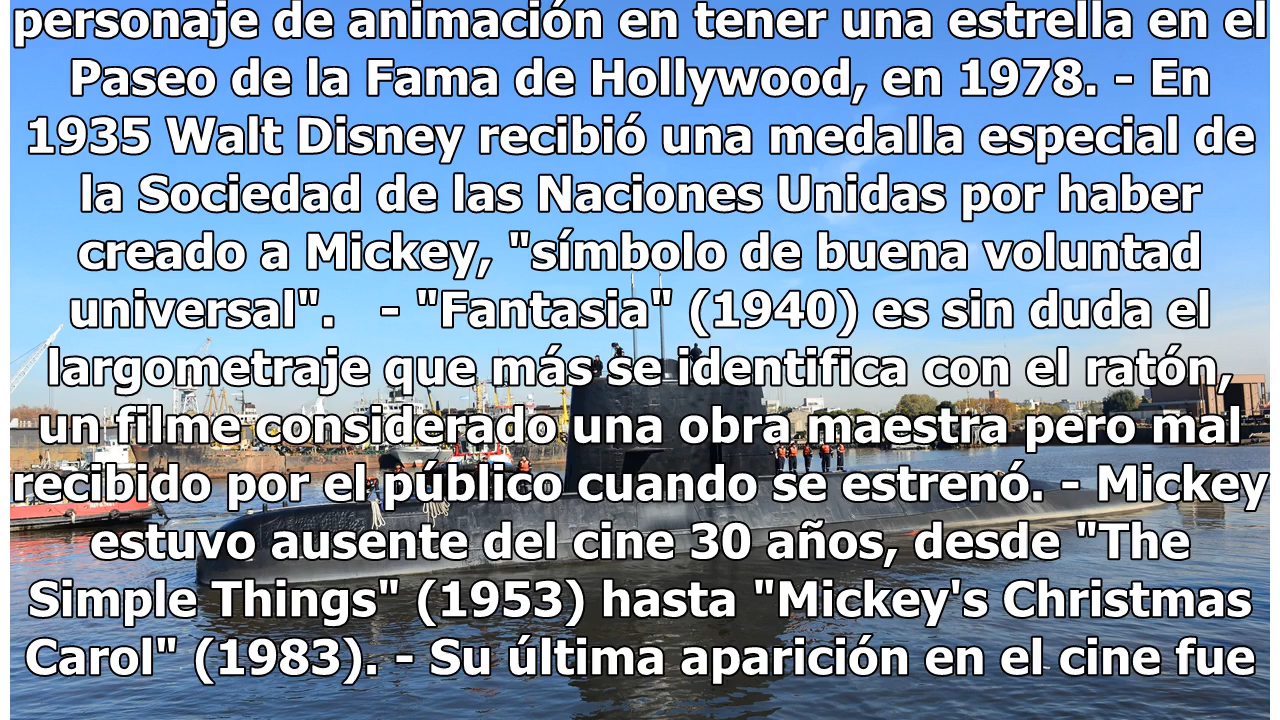 personaje de animación en tener una estrella en el
Paseo de la Fama de Hollywood, en 1978. - En
1935 Walt Disney recibió una medalla especial de
la Sociedad de las Naciones Unidas por haber
creado a Mickey, "símbolo de buena voluntad
universal".   - "Fantasia" (1940) es sin duda el
largometraje que más se identifica con el ratón,
un filme considerado una obra maestra pero mal
recibido por el público cuando se estrenó. - Mickey
estuvo ausente del cine 30 años, desde "The
Simple Things" (1953) hasta "Mickey's Christmas
Carol" (1983). - Su última aparición en el cine fue